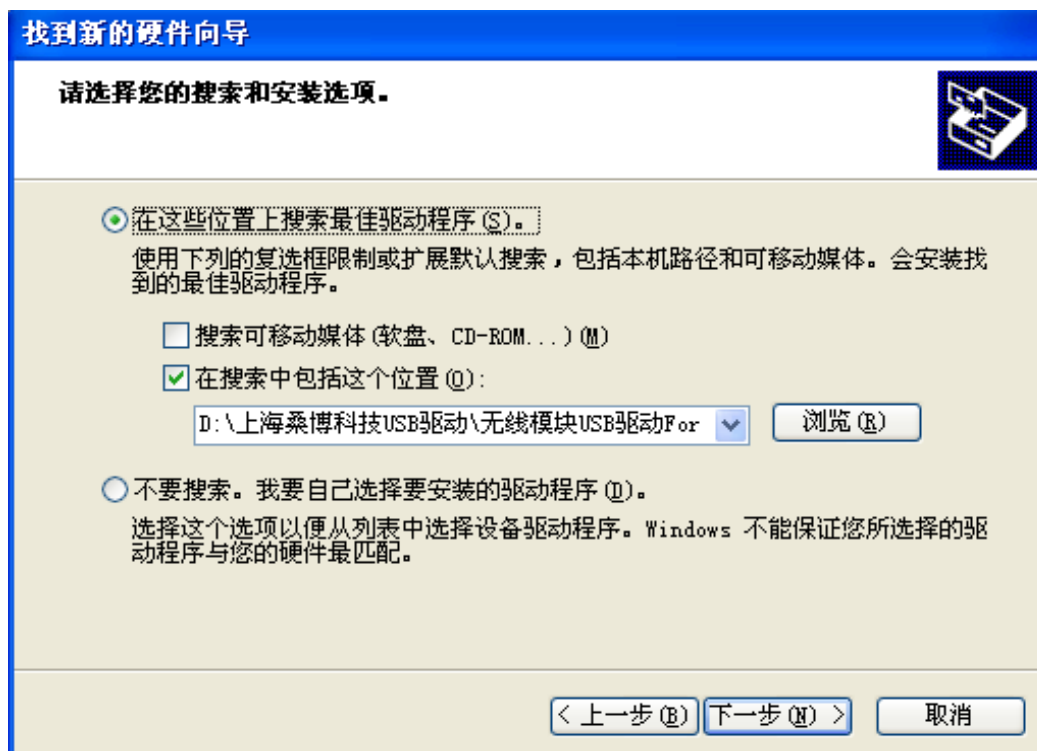 找到新的硬件向导
请选择您的搜索和安装选项。
在这些位置上搜索最佳驱动程序(S)。
使用下列的复选框限制或扩展默认搜索，包括本机路径和可移动媒体。会安装找
到的最佳驱动程序。
搜索可移动媒体(软盘、CD-ROM...)(M)
在搜索中包括这个位置(O):
D:\上海桑博科技USB驱动\无线模块USB驱动For
浏览(R)
不要搜索。我要自己选择要安装的驱动程序(D)。
选择这个选项以便从列表中选择设备驱动程序。Windows 不能保证您所选择的驱
动程序与您的硬件最匹配。
< 上一步(B) 下一步(N) > 取消